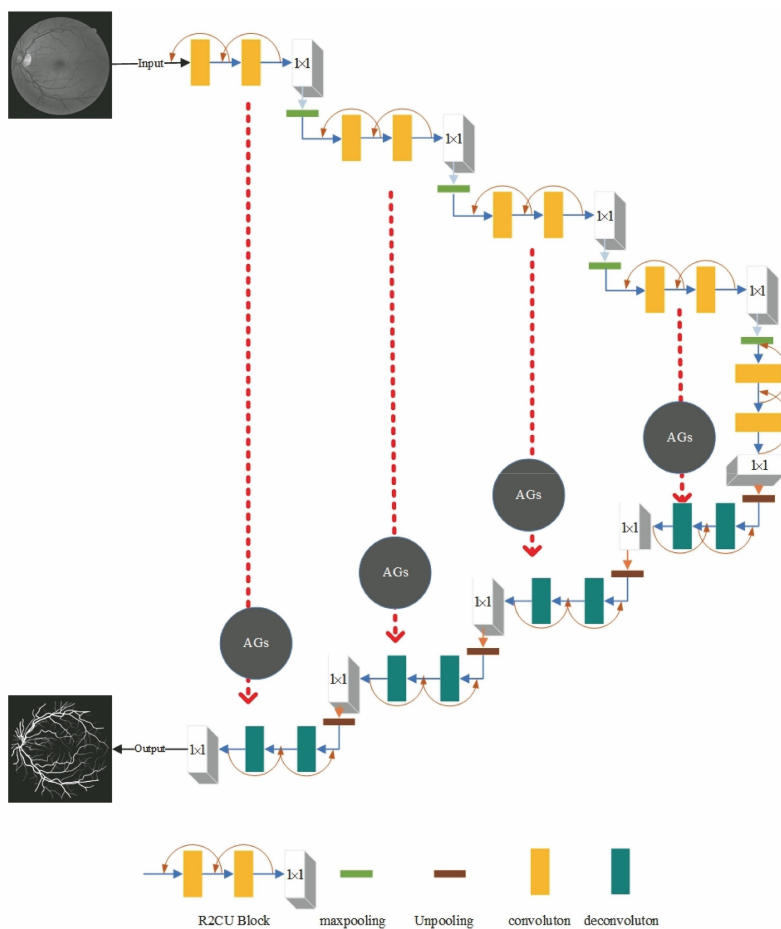 Input
1×1
1×1
1×1
1×1
AGs
1×1
AGs
AGs
1×1
AGs
1×1
AGs
1×1
Output
1×1
1×1
R2CU Block
maxpooling
Unpooling
convoluton
deconvoluton